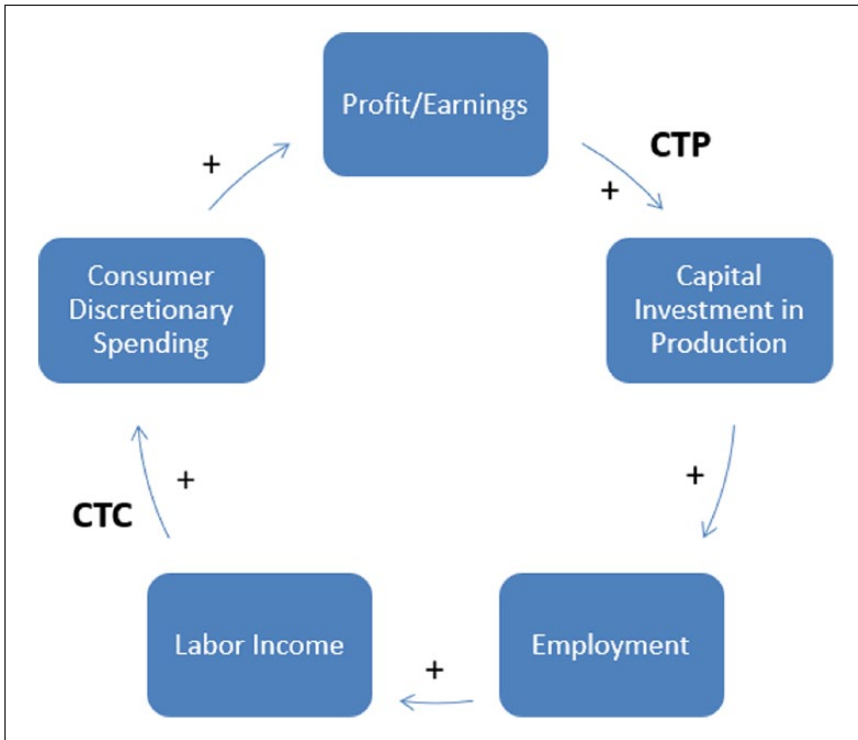 Profit/Earnings
CTP
+
+
Consumer
Discretionary
Spending
Capital
Investment in
Production
+
+
CTC
Labor Income
+
Employment